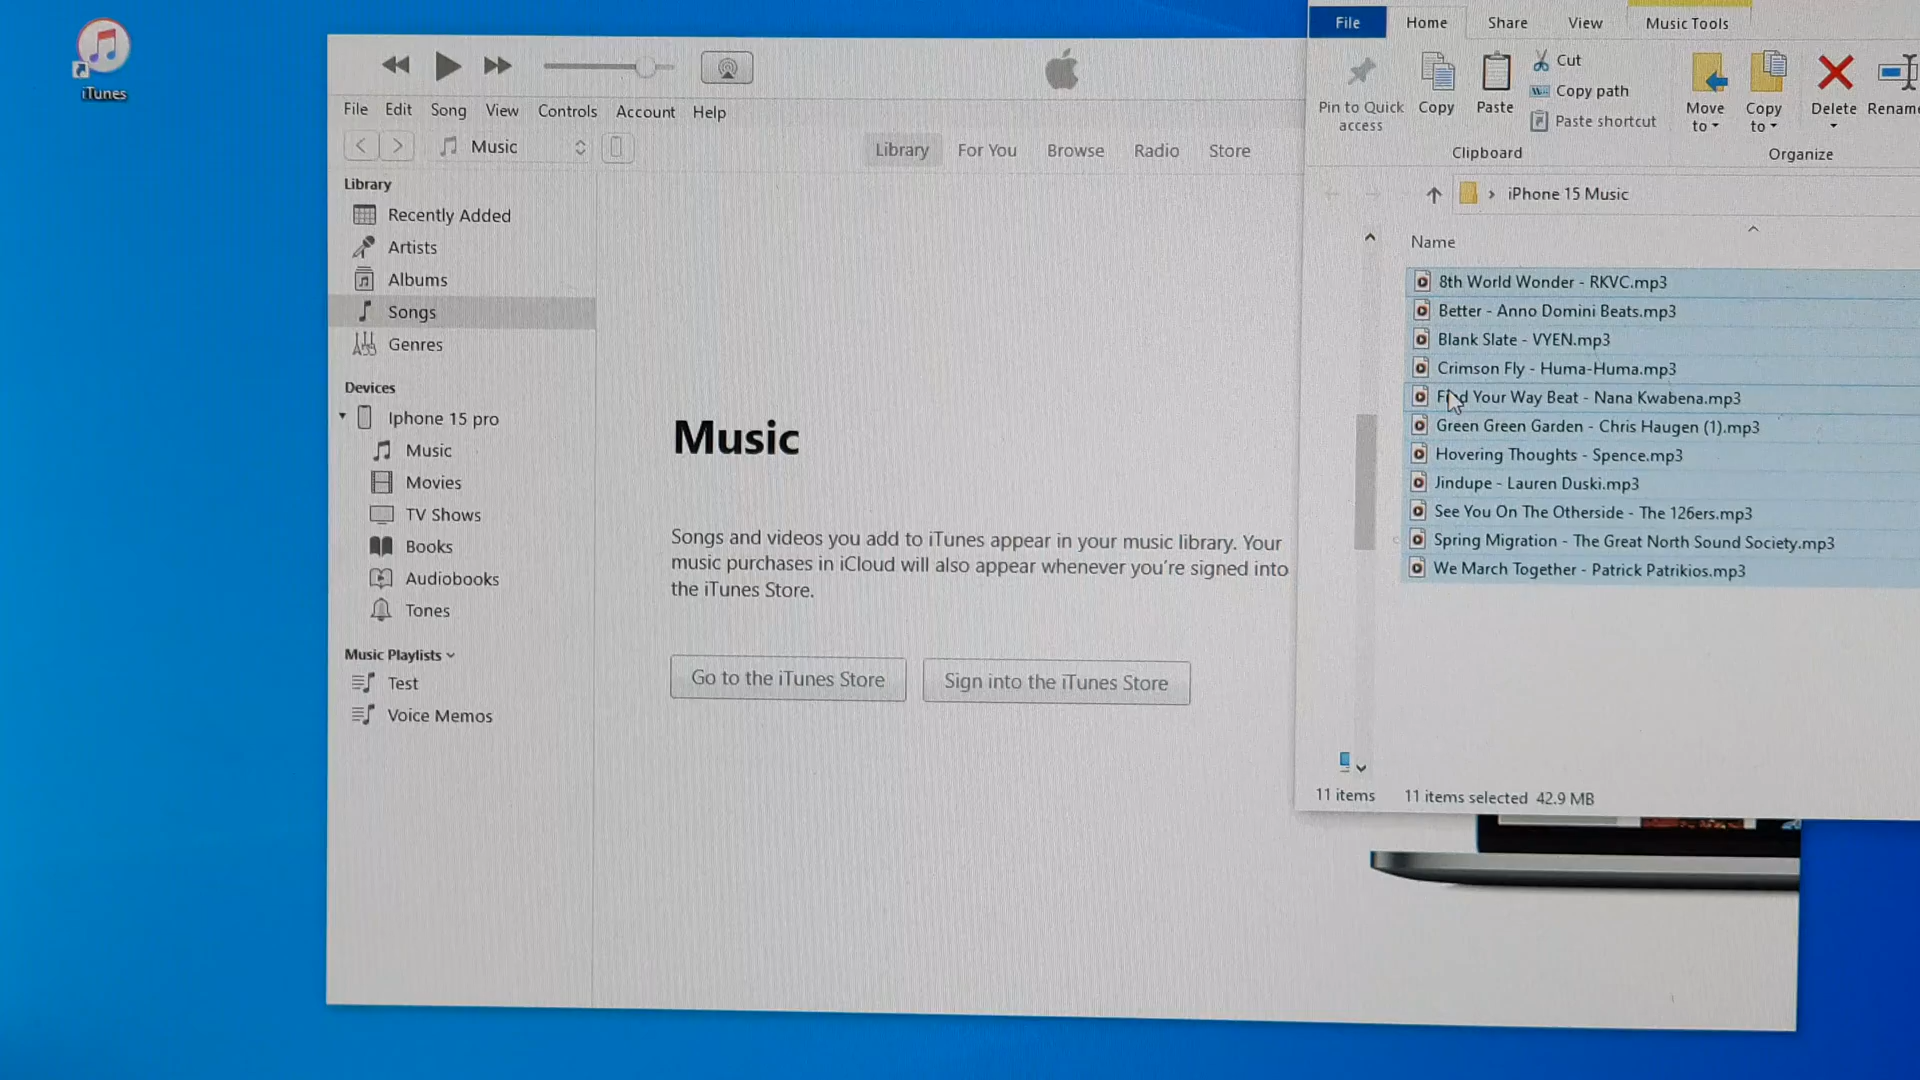 iTunes
File Edit Song View Controls Account Help
Music
Library For You Browse Radio Store
Library
Recently Added
Artists
Albums
Songs
Genres
Devices
Iphone 15 pro
Music
Movies
TV Shows
Books
Audiobooks
Tones
Music Playlists
Test
Voice Memos
Music
Songs and videos you add to iTunes appear in your music library. Your
music purchases in iCloud will also appear whenever you're signed into
the iTunes Store.
Go to the iTunes Store
Sign into the iTunes Store
File Home Share View Music Tools
Pin to Quick
access
Copy
Paste
Cut
Copy path
Paste shortcut
Move
to
Copy
to
Delete
Rename
Clipboard
Organize
iPhone 15 Music
Name
8th World Wonder - RKVC.mp3
Better - Anno Domini Beats.mp3
Blank Slate - VYEN.mp3
Crimson Fly - Huma-Huma.mp3
Find Your Way Beat - Nana Kwabena.mp3
Green Green Garden - Chris Haugen (1).mp3
Hovering Thoughts - Spence.mp3
Jindupe - Lauren Duski.mp3
See You On The Otherside - The 126ers.mp3
Spring Migration - The Great North Sound Society.mp3
We March Together - Patrick Patrikios.mp3
11 items 11 items selected 42.9 MB